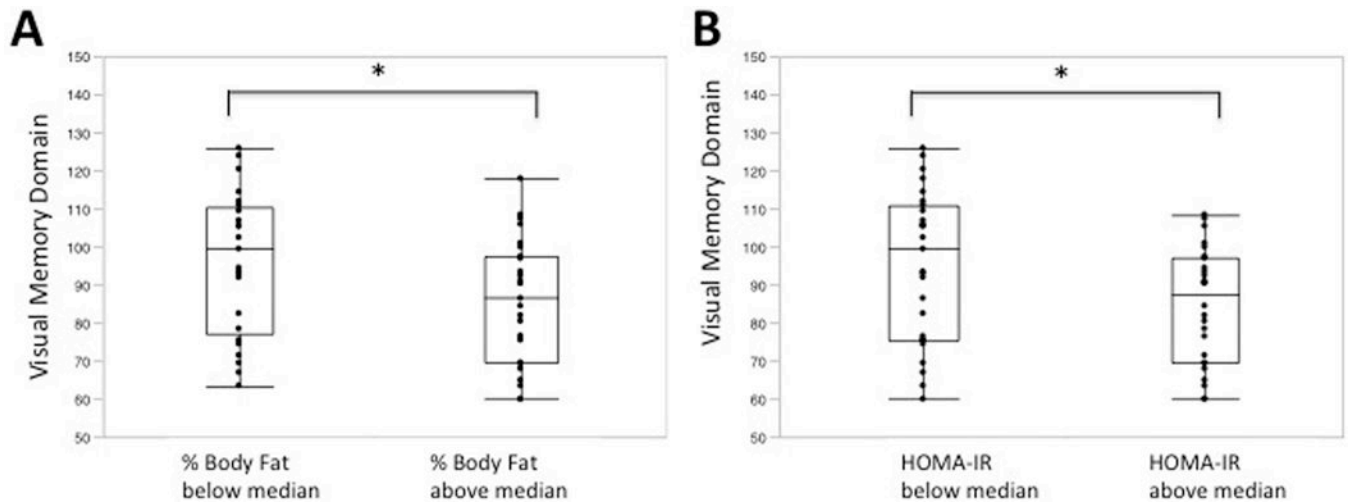 A
Visual Memory Domain
150
140
130
120
110
100
90
80
70
60
50
*
% Body Fat
below median
% Body Fat
above median
B
Visual Memory Domain
150
140
130
120
110
100
90
80
70
60
50
*
HOMA-IR
below median
HOMA-IR
above median